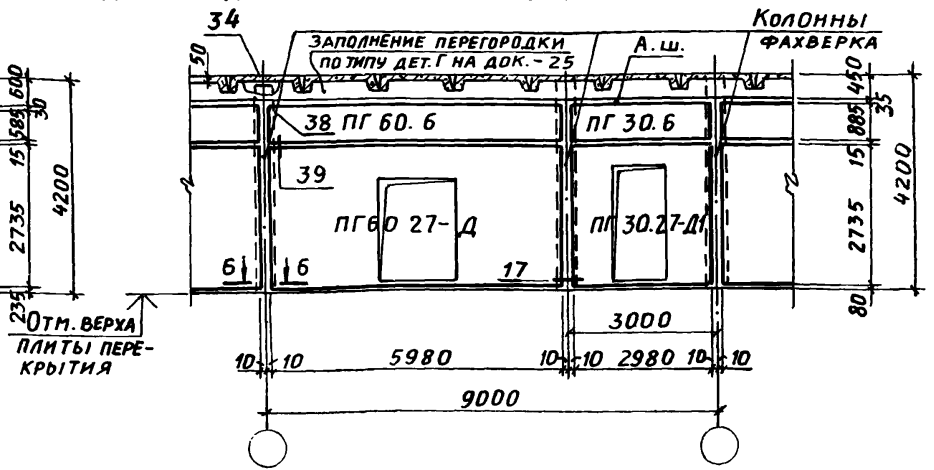 34
Колонны
фахверка
Заполнение перегородки
по типу дет. Г на док. - 25
А. ш.
50
600
30
585
15
2735
235
4200
450
35
885
15
2735
80
4200
38 ПГ 60. 6
ПГ 30. 6
39
ПГ60 27-Д
ПГ 30.27-Д1
6 6
17
Отм. верха
плиты пере-
крытия
3000
10 10 5980 10 10 2980 10 10
9000